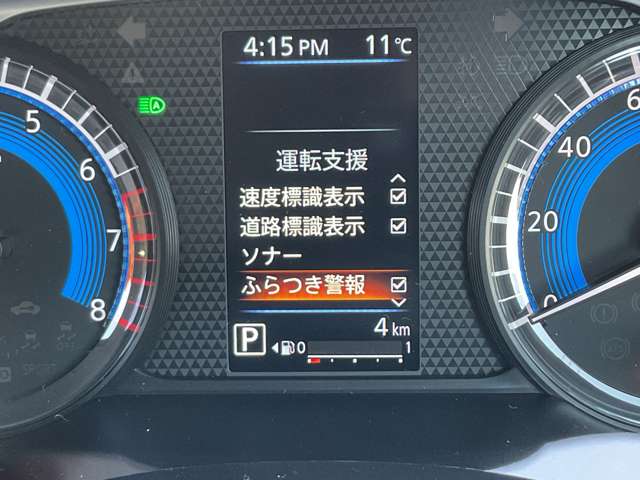 4:15 PM 11℃
運転支援
速度標識表示
道路標識表示
ソナー
ふらつき警報
4 km
P 0 1
5
6
7
8
0
20
40
6
A